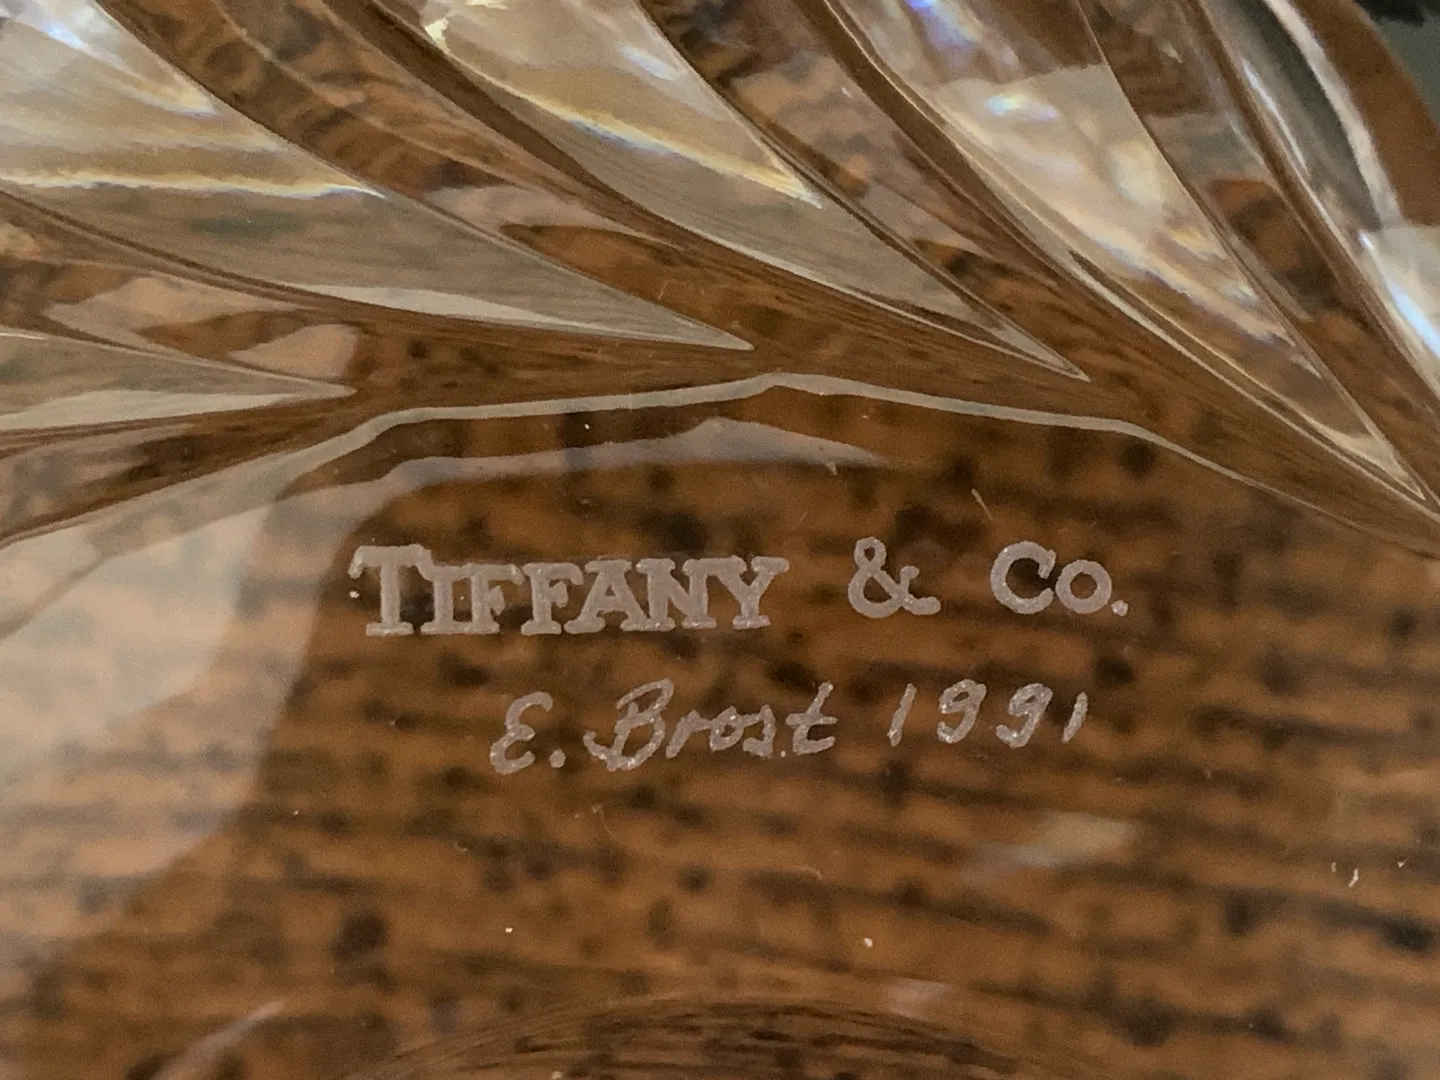 TIFFANY & CO.
E. Brost 1991